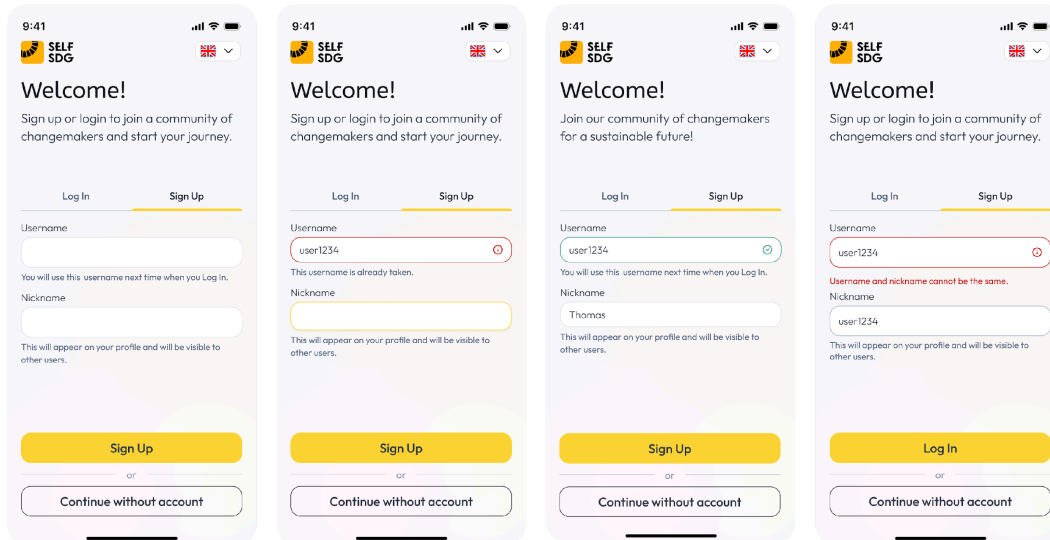 9:41
SELF
SDG
Welcome!
Sign up or login to join a community of
changemakers and start your journey.
Log In
Sign Up
Username
You will use this username next time when you Log In.
Nickname
This will appear on your profile and will be visible to
other users.
Sign Up
or
Continue without account
9:41
SELF
SDG
Welcome!
Sign up or login to join a community of
changemakers and start your journey.
Log In
Sign Up
Username
user1234
This username is already taken.
Nickname
This will appear on your profile and will be visible to
other users.
Sign Up
or
Continue without account
9:41
SELF
SDG
Welcome!
Join our community of changemakers
for a sustainable future!
Log In
Sign Up
Username
user1234
You will use this username next time when you Log In.
Nickname
Thomas
This will appear on your profile and will be visible to
other users.
Sign Up
or
Continue without account
9:41
SELF
SDG
Welcome!
Sign up or login to join a community of
changemakers and start your journey.
Log In
Sign Up
Username
user1234
Username and nickname cannot be the same.
Nickname
user1234
This will appear on your profile and will be visible to
other users.
Log In
or
Continue without account